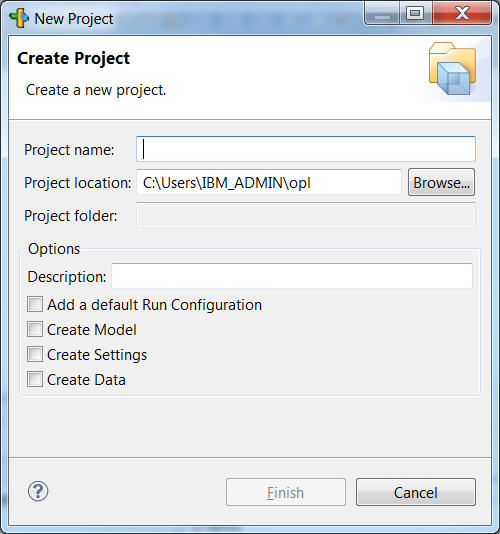 New Project
Create Project
Create a new project.
Project name:
Project location: C:\Users\IBM_ADMIN\opl Browse...
Project folder:
Options
Description:
Add a default Run Configuration
Create Model
Create Settings
Create Data
? Finish Cancel